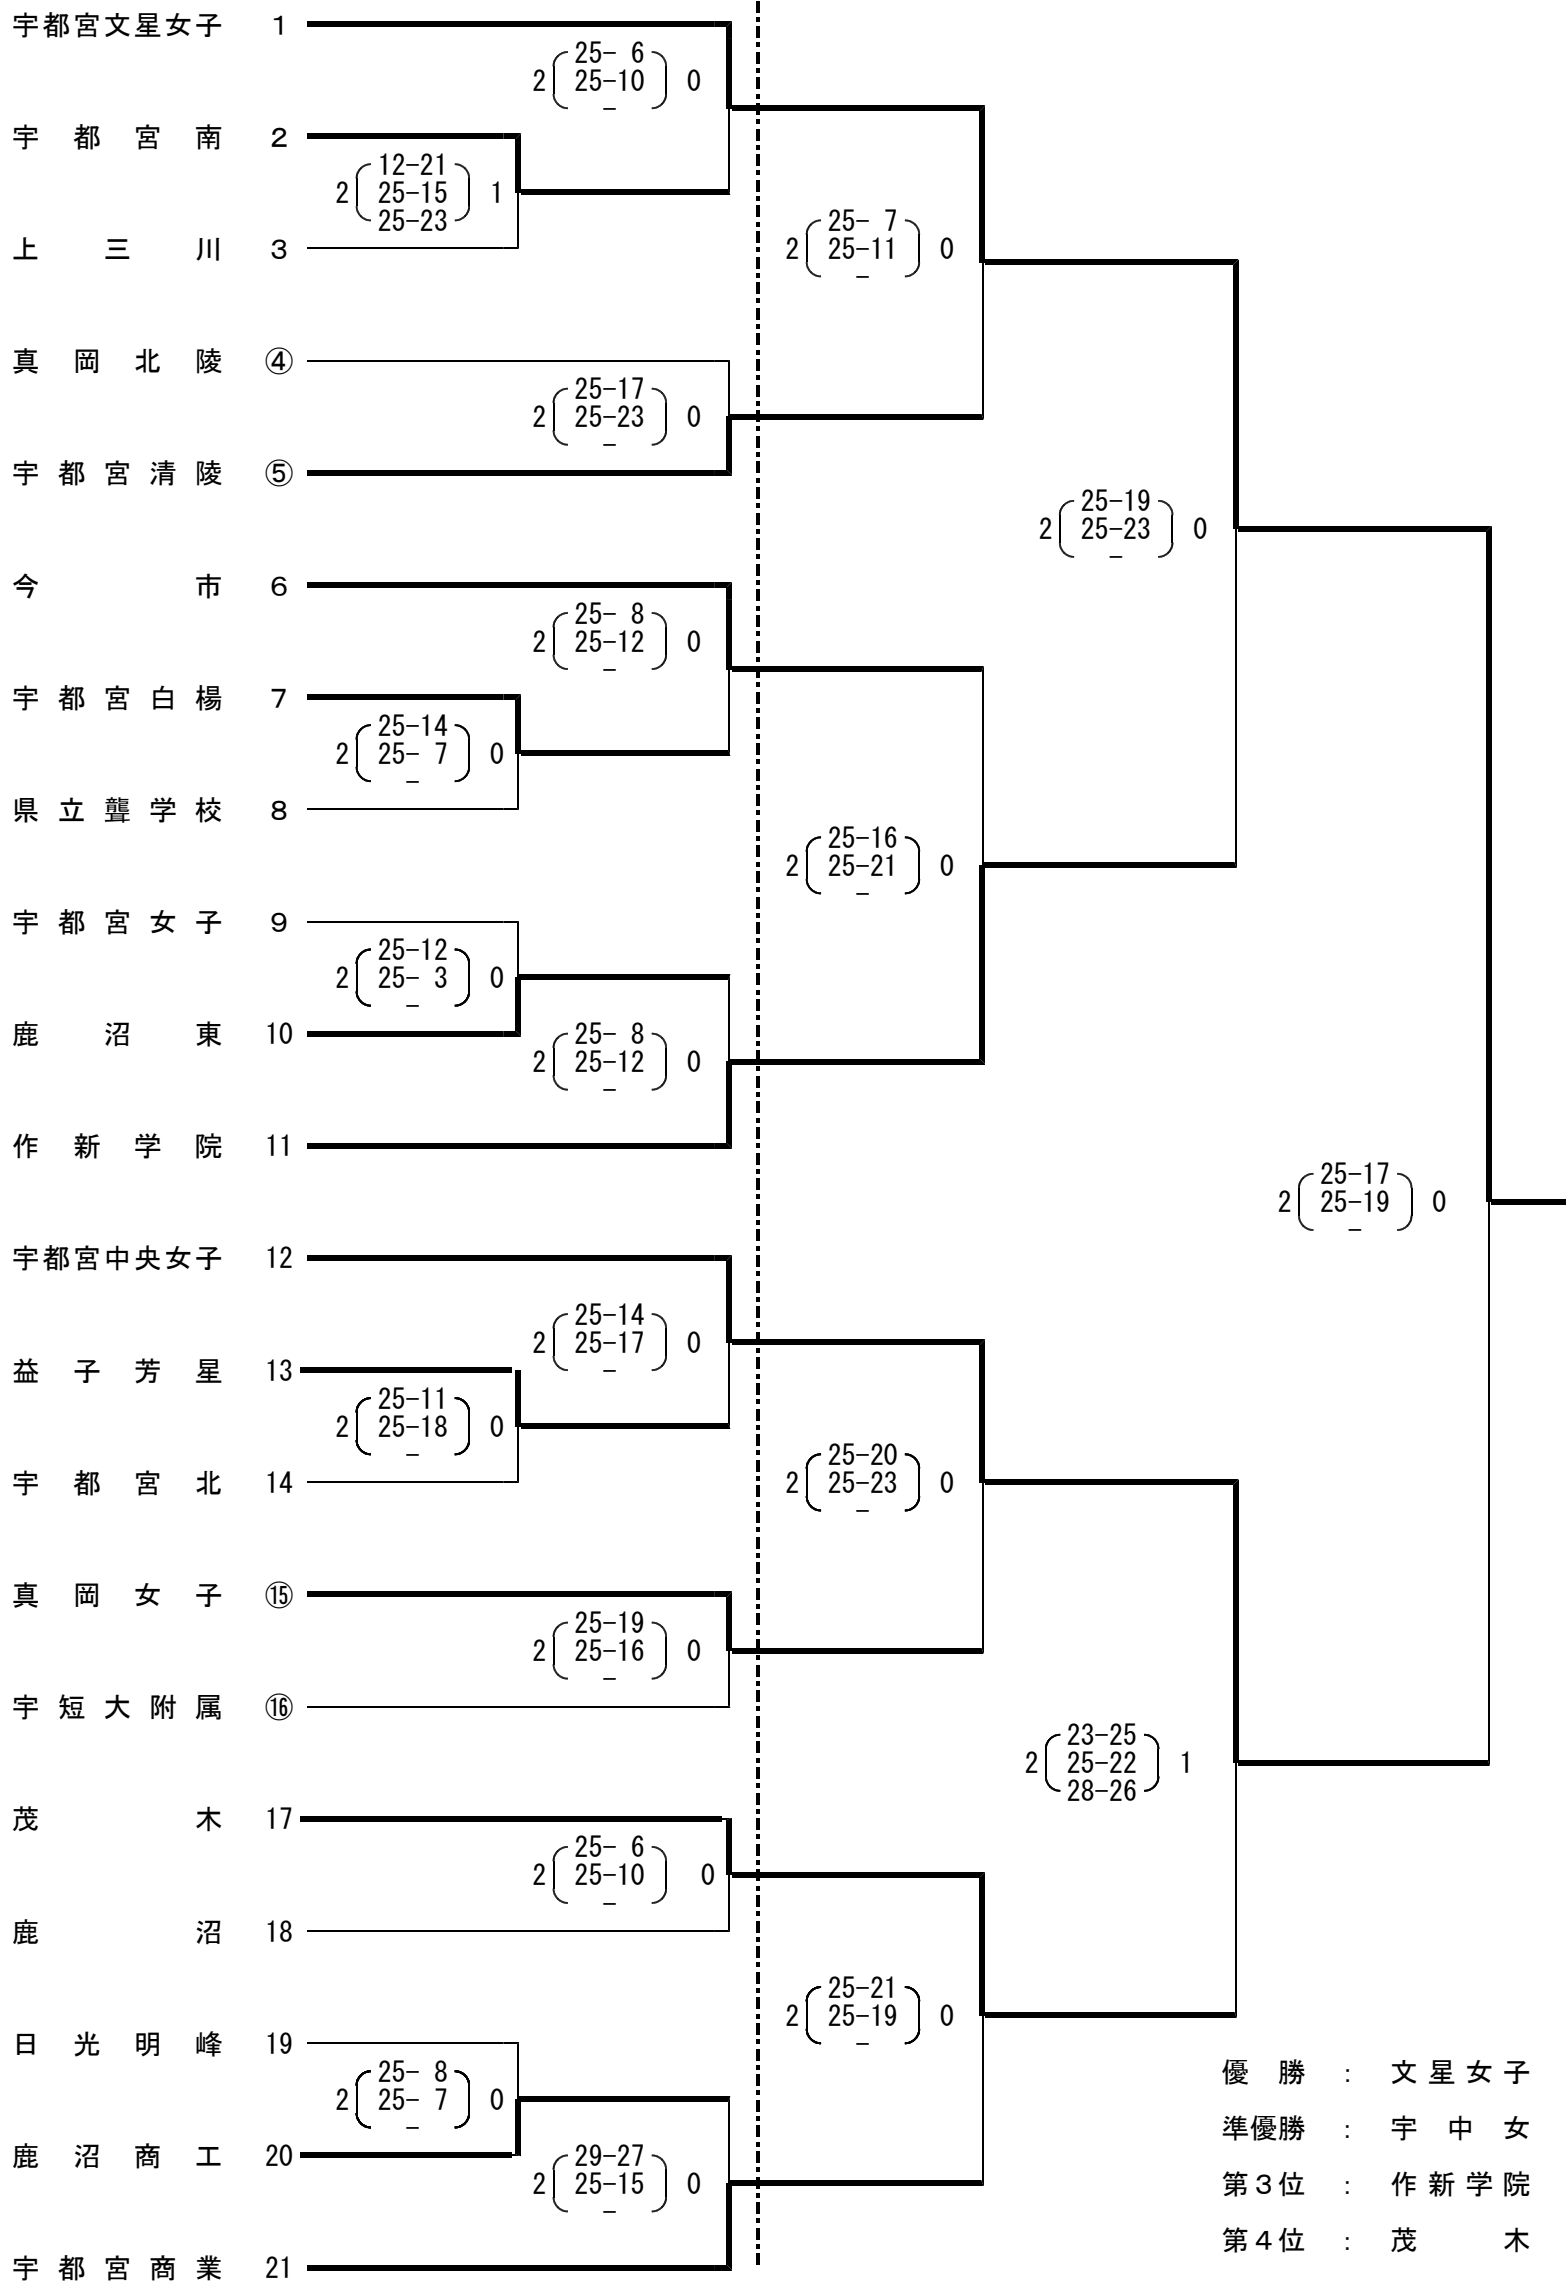 宇都宮文星女子 1
25- 6
2 25-10 0
-
宇都宮南 2
12-21
2 25-15 1
25-23
上三川 3
25- 7
2 25-11 0
-
真岡北陵 ④
25-17
2 25-23 0
-
宇都宮清陵 ⑤
25-19
2 25-23 0
-
今市 6
25- 8
2 25-12 0
-
宇都宮白楊 7
25-14
2 25- 7 0
-
県立聾学校 8
25-16
2 25-21 0
-
宇都宮女子 9
25-12
2 25- 3 0
-
鹿沼東 10
25- 8
2 25-12 0
-
作新学院 11
25-17
2 25-19 0
-
宇都宮中央女子 12
25-14
2 25-17 0
-
益子芳星 13
25-11
2 25-18 0
-
25-20
2 25-23 0
-
宇都宮北 14
真岡女子 ⑮
25-19
2 25-16 0
-
宇短大附属 ⑯
23-25
2 25-22 1
28-26
茂木 17
25- 6
2 25-10 0
-
鹿沼 18
25-21
2 25-19 0
-
日光明峰 19
25- 8
2 25- 7 0
-
鹿沼商工 20
29-27
2 25-15 0
-
宇都宮商業 21
優勝 : 文星女子
準優勝 : 宇中女
第3位 : 作新学院
第4位 : 茂木